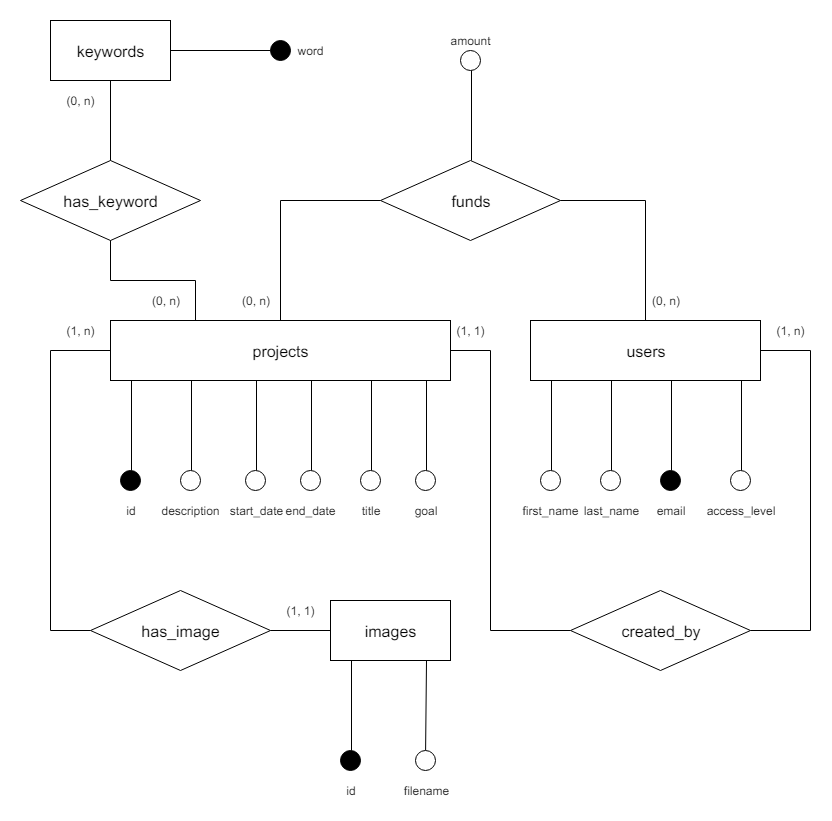 amount
keywords
word
(0, n)
has_keyword
funds
(0, n)
(0, n)
(0, n)
(1, n)
projects
(1, 1)
users
(1, n)
id
description
start_date
end_date
title
goal
first_name
last_name
email
access_level
has_image
(1, 1)
images
created_by
id
filename